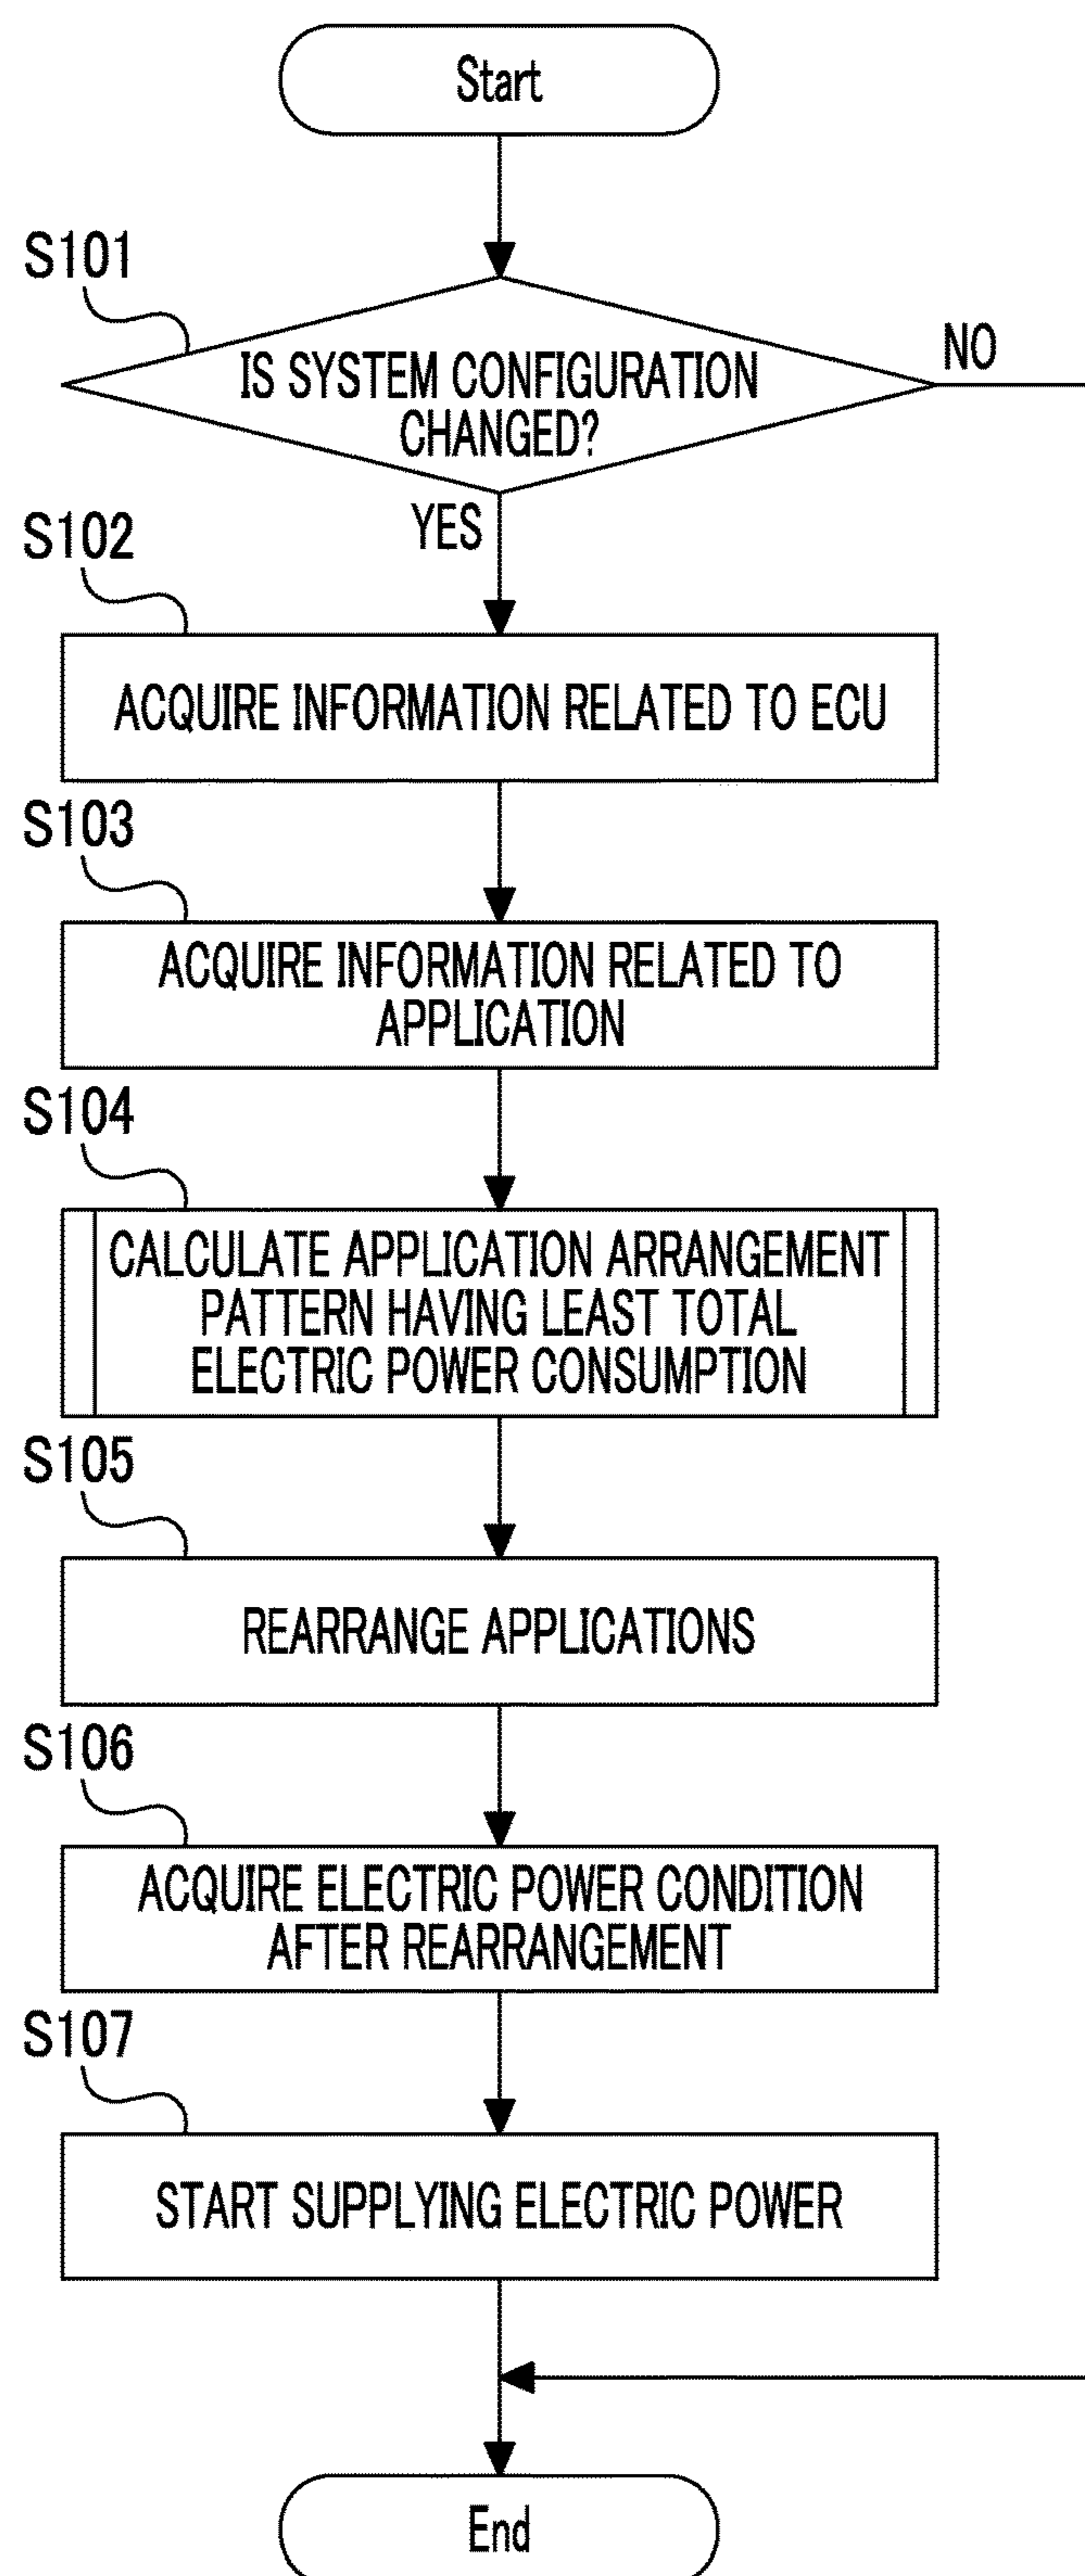 Start
S101
IS SYSTEM CONFIGURATION
CHANGED?
NO
YES
S102
ACQUIRE INFORMATION RELATED TO ECU
S103
ACQUIRE INFORMATION RELATED TO
APPLICATION
S104
CALCULATE APPLICATION ARRANGEMENT
PATTERN HAVING LEAST TOTAL
ELECTRIC POWER CONSUMPTION
S105
REARRANGE APPLICATIONS
S106
ACQUIRE ELECTRIC POWER CONDITION
AFTER REARRANGEMENT
S107
START SUPPLYING ELECTRIC POWER
End